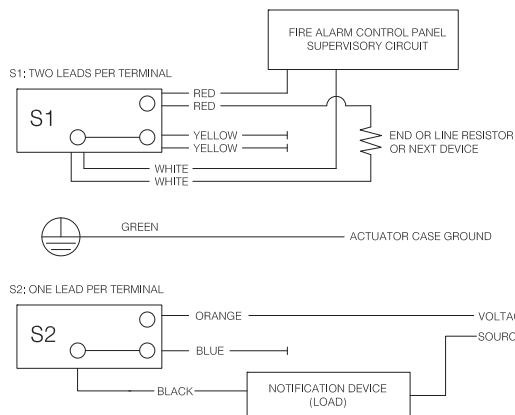 FIRE ALARM CONTROL PANEL
SUPERVISORY CIRCUIT
S1: TWO LEADS PER TERMINAL
RED
RED
S1
YELLOW
YELLOW
END OR LINE RESISTOR
OR NEXT DEVICE
WHITE
WHITE
GREEN
ACTUATOR CASE GROUND
S2: ONE LEAD PER TERMINAL
ORANGE
VOLTA
SOURC
S2
BLUE
BLACK
NOTIFICATION DEVICE
(LOAD)